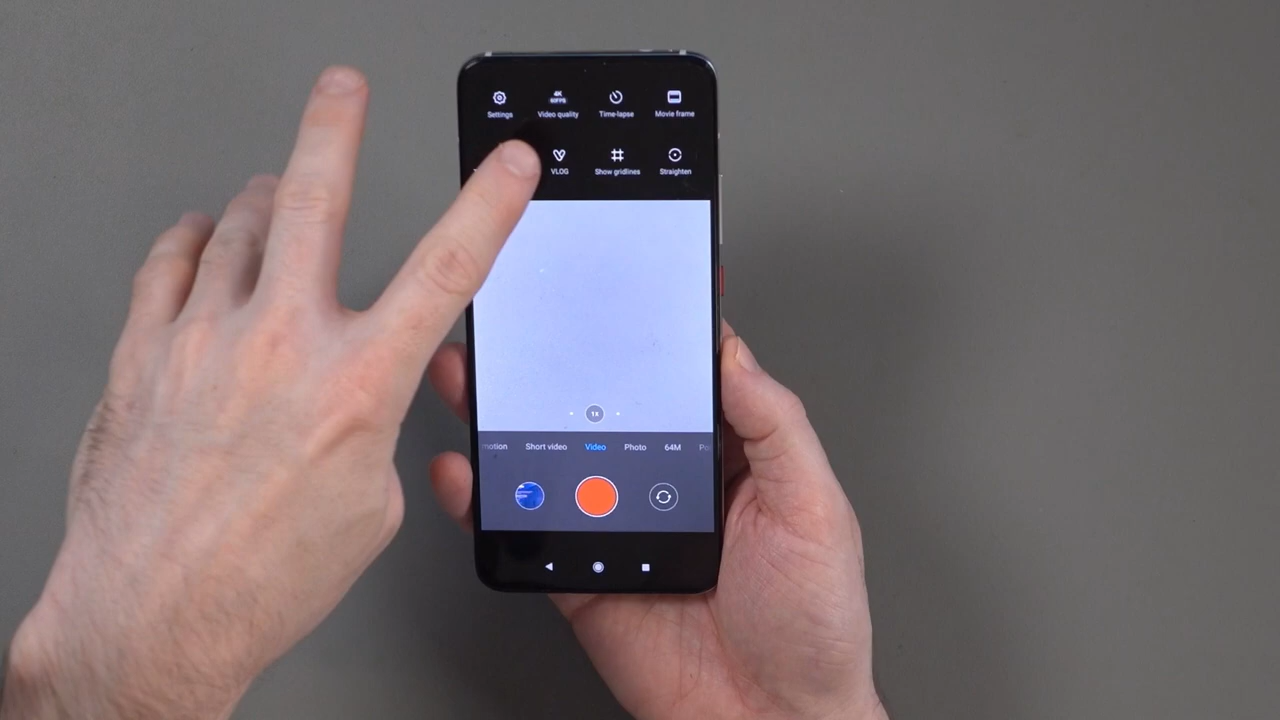 4K
60FPS
Settings Video quality Time-lapse Movie frame
VLOG Show gridlines Straighten
1X
motion Short video Video Photo 64M Po